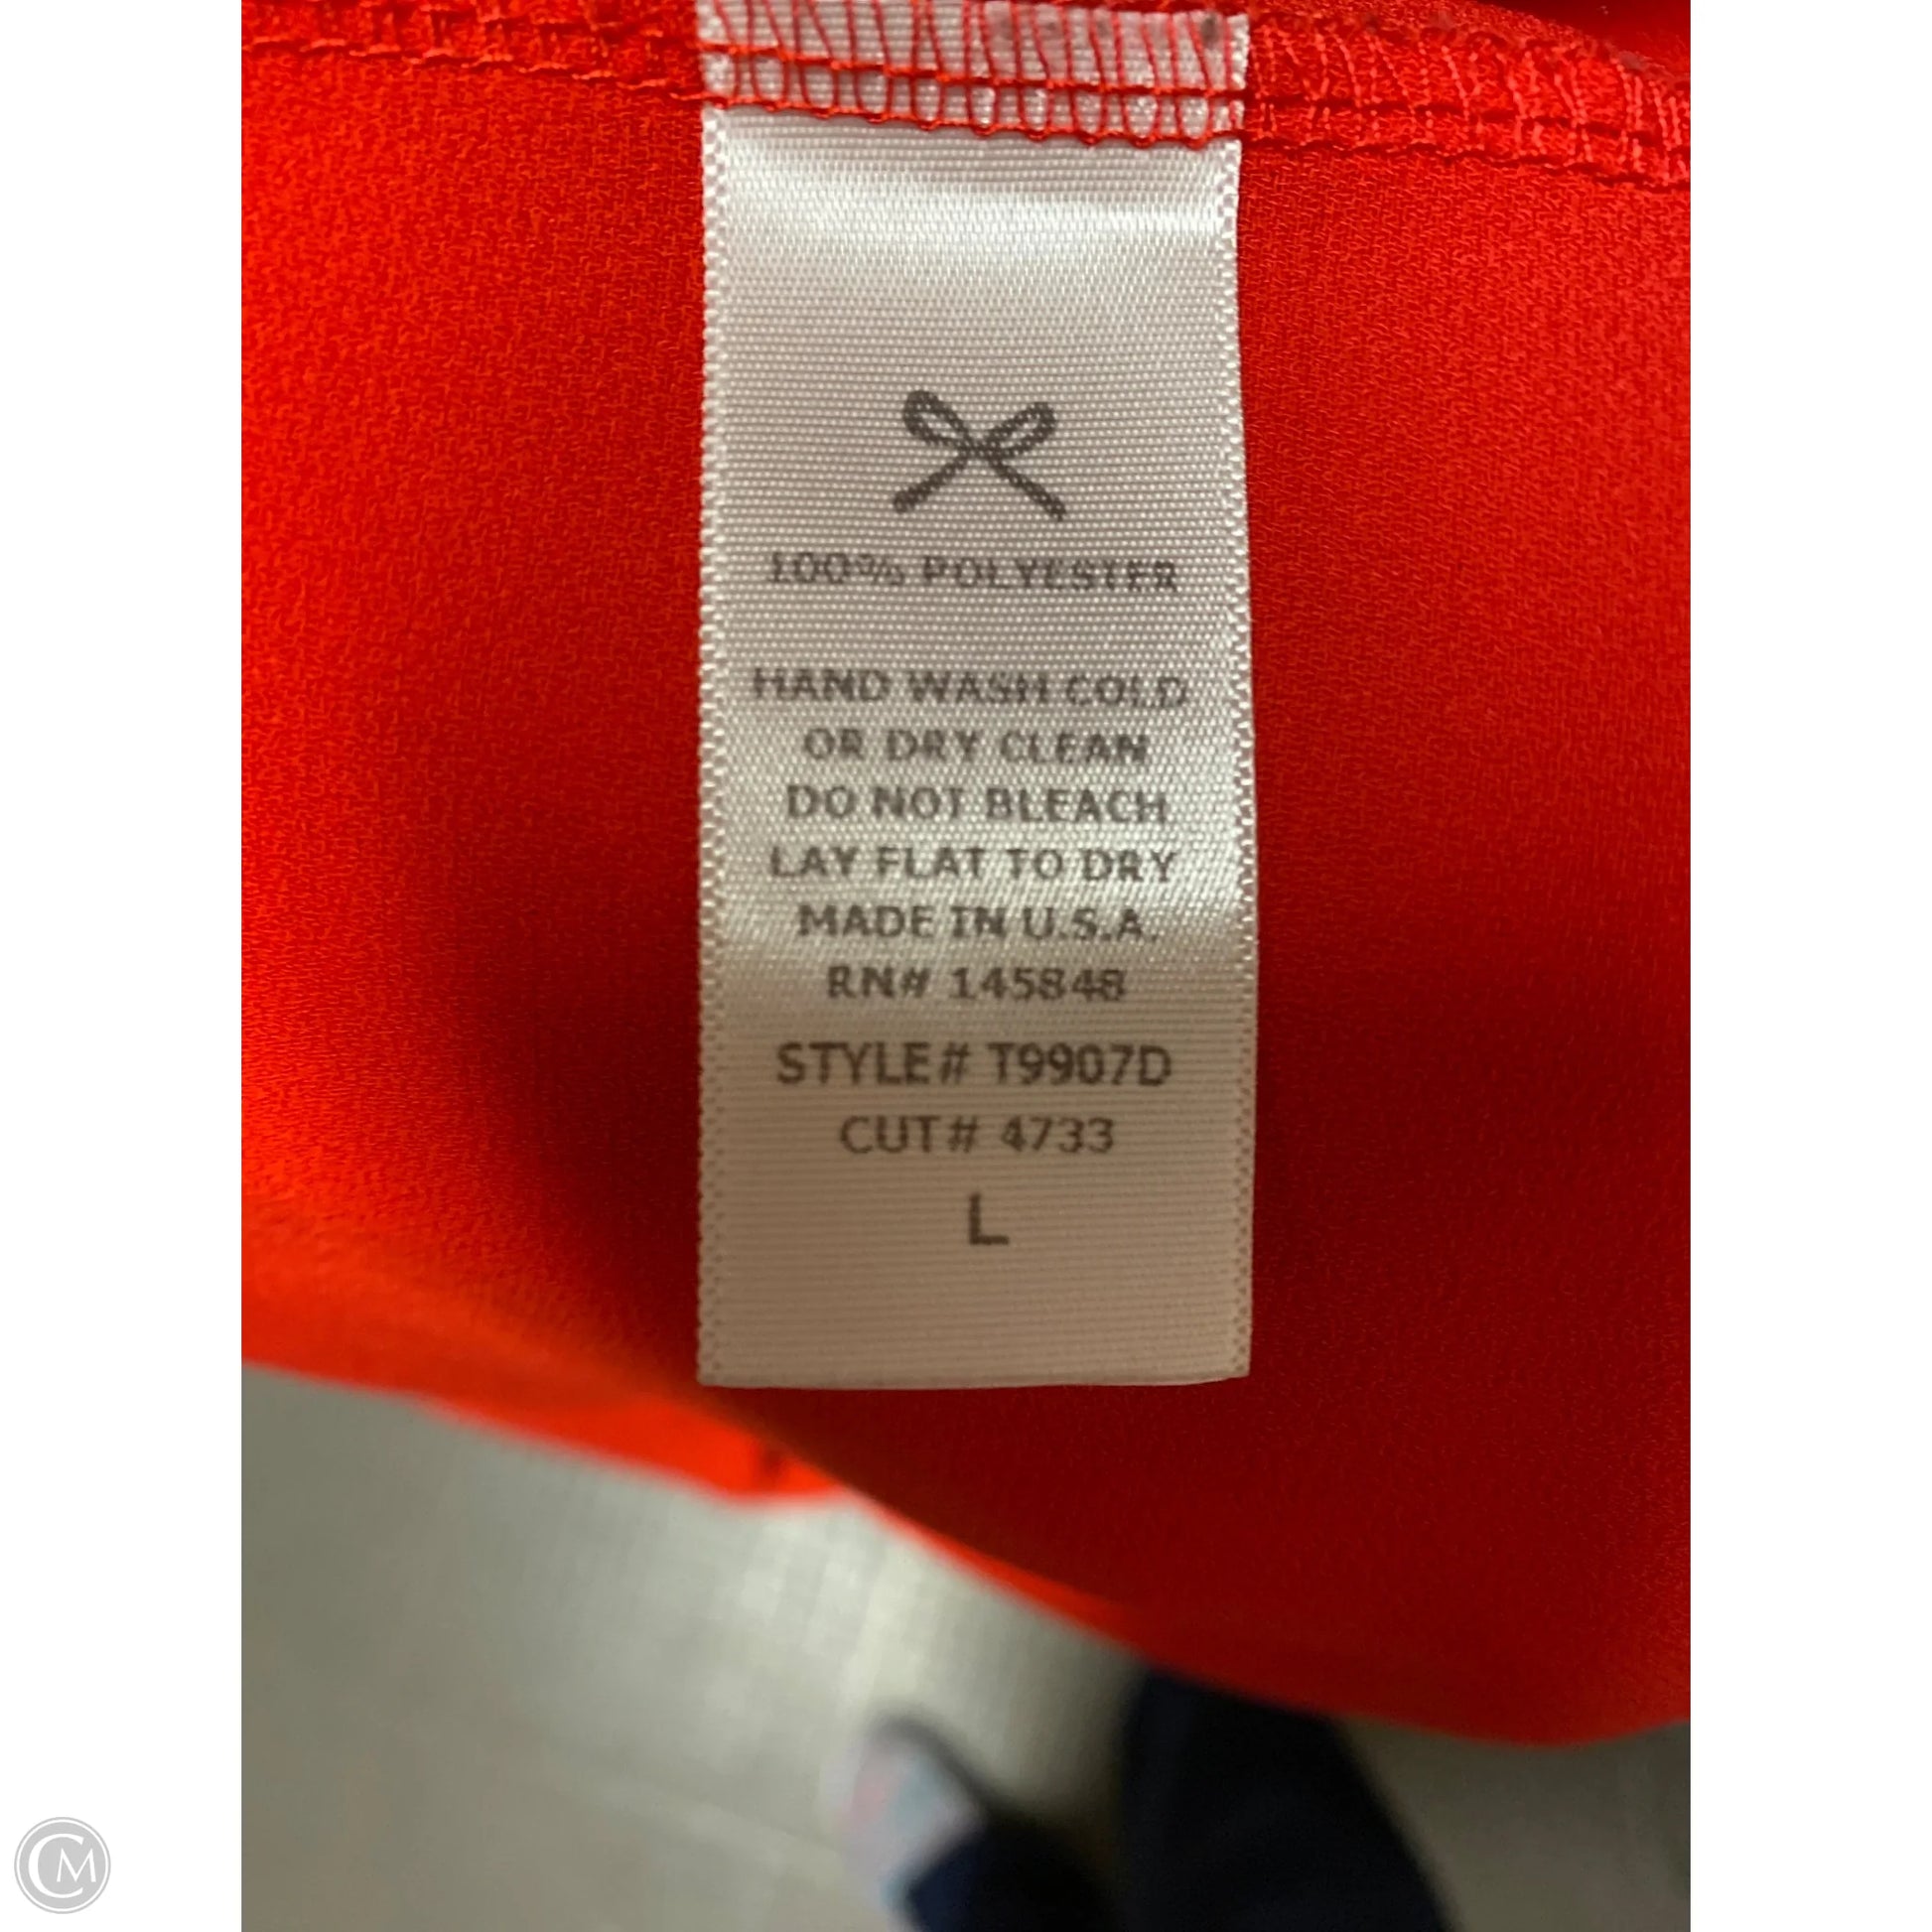 100% POLYESTER
HAND WASH COLD
OR DRY CLEAN
DO NOT BLEACH
LAY FLAT TO DRY
MADE IN U.S.A.
RN# 145848
STYLE# T9907D
CUT# 4733
L
CM